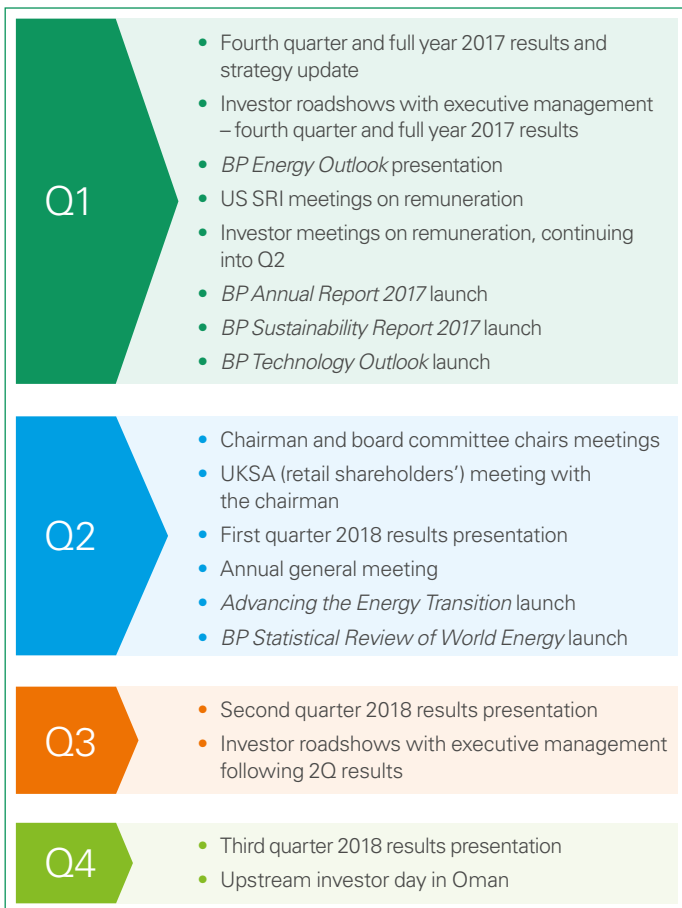 Q1
• Fourth quarter and full year 2017 results and
strategy update
• Investor roadshows with executive management
– fourth quarter and full year 2017 results
• BP Energy Outlook presentation
• US SRI meetings on remuneration
• Investor meetings on remuneration, continuing
into Q2
• BP Annual Report 2017 launch
• BP Sustainability Report 2017 launch
• BP Technology Outlook launch
Q2
• Chairman and board committee chairs meetings
• UKSA (retail shareholders’) meeting with
the chairman
• First quarter 2018 results presentation
• Annual general meeting
• Advancing the Energy Transition launch
• BP Statistical Review of World Energy launch
Q3
• Second quarter 2018 results presentation
• Investor roadshows with executive management
following 2Q results
Q4
• Third quarter 2018 results presentation
• Upstream investor day in Oman